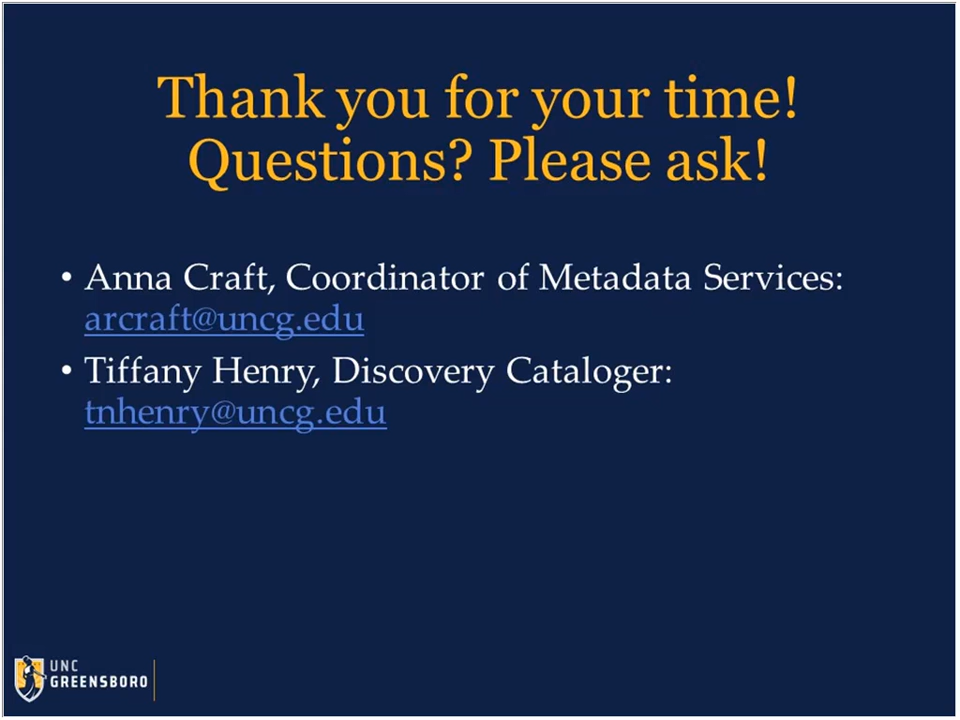 Thank you for your time!
Questions? Please ask!
• Anna Craft, Coordinator of Metadata Services:
arcraft@uncg.edu
• Tiffany Henry, Discovery Cataloger:
tnhenry@uncg.edu
UNC
GREENSBORO